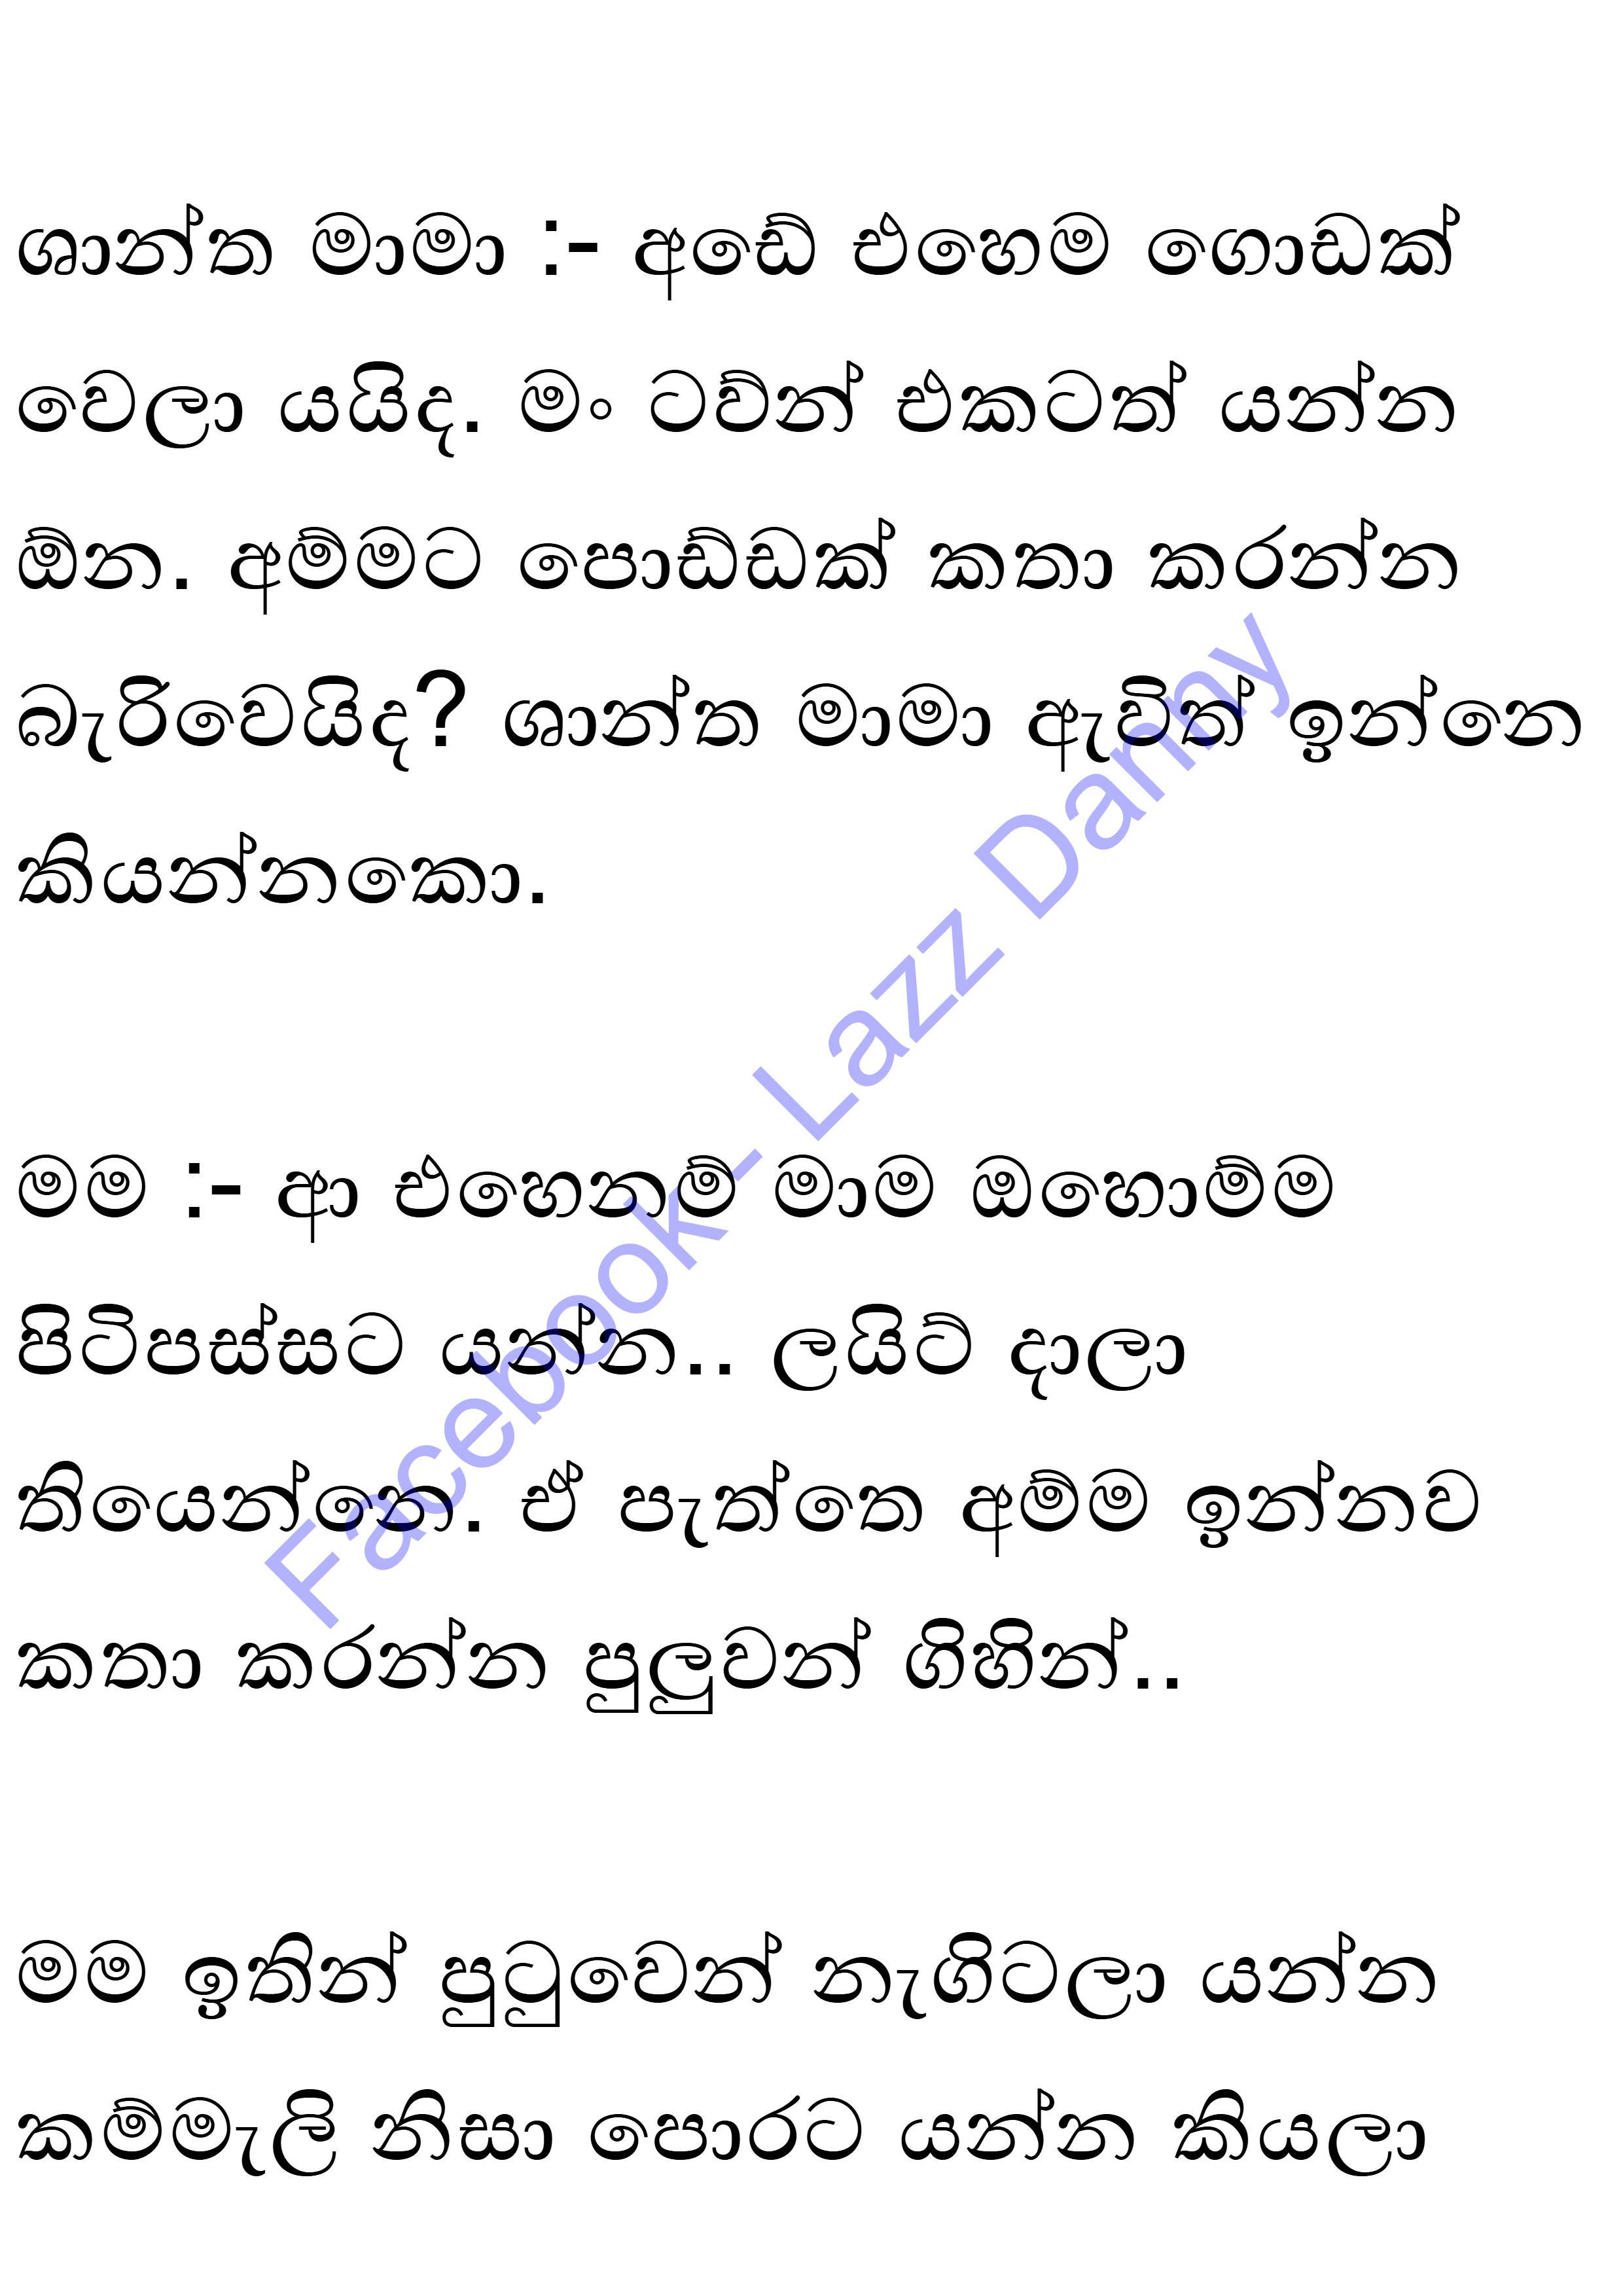 ශාන්ත මාමා :- අඩේ එහෙම ගොඩක්
වෙලා යයිද. මං ටව්න් එකටත් යන්න
ඕන. අම්මට පොඩ්ඩක් කතා කරන්න
බැරිවෙයිද? ශාන්ත මාමා ඇවිත් ඉන්නෙ
කියන්නකො.
මම :- ආ එහෙනම් මාම ඔහොම්ම
පිටිපස්සට යන්න.. ලයිට් දාලා
තියෙන්නෙ. ඒ පැත්තෙ අම්ම ඉන්නව
කතා කරන්න පුලුවන් ගිහින්..
මම ඉතින් පුටුවෙන් නැගිටලා යන්න
කම්මැලි නිසා පොරට යන්න කියලා
Facebook- Lazz Danny